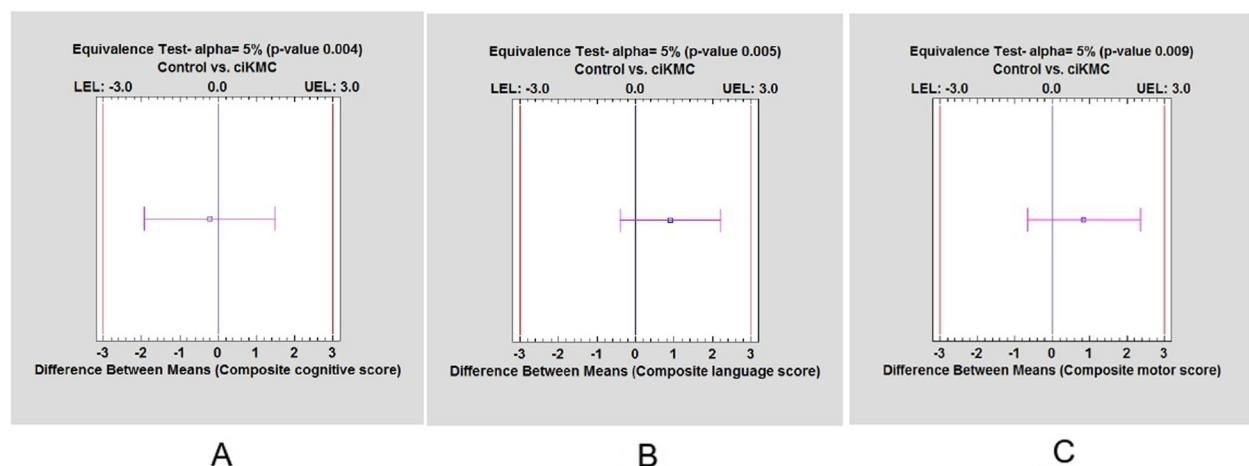 Equivalence Test- alpha= 5% (p-value 0.004)
Control vs. ciKMC
LEL: -3.0 0.0 UEL: 3.0
-3 -2 -1 0 1 2 3
Difference Between Means (Composite cognitive score)
A
Equivalence Test- alpha= 5% (p-value 0.005)
Control vs. ciKMC
LEL: -3.0 0.0 UEL: 3.0
-3 -2 -1 0 1 2 3
Difference Between Means (Composite language score)
B
Equivalence Test- alpha= 5% (p-value 0.009)
Control vs. ciKMC
LEL: -3.0 0.0 UEL: 3.0
-3 -2 -1 0 1 2 3
Difference Between Means (Composite motor score)
C